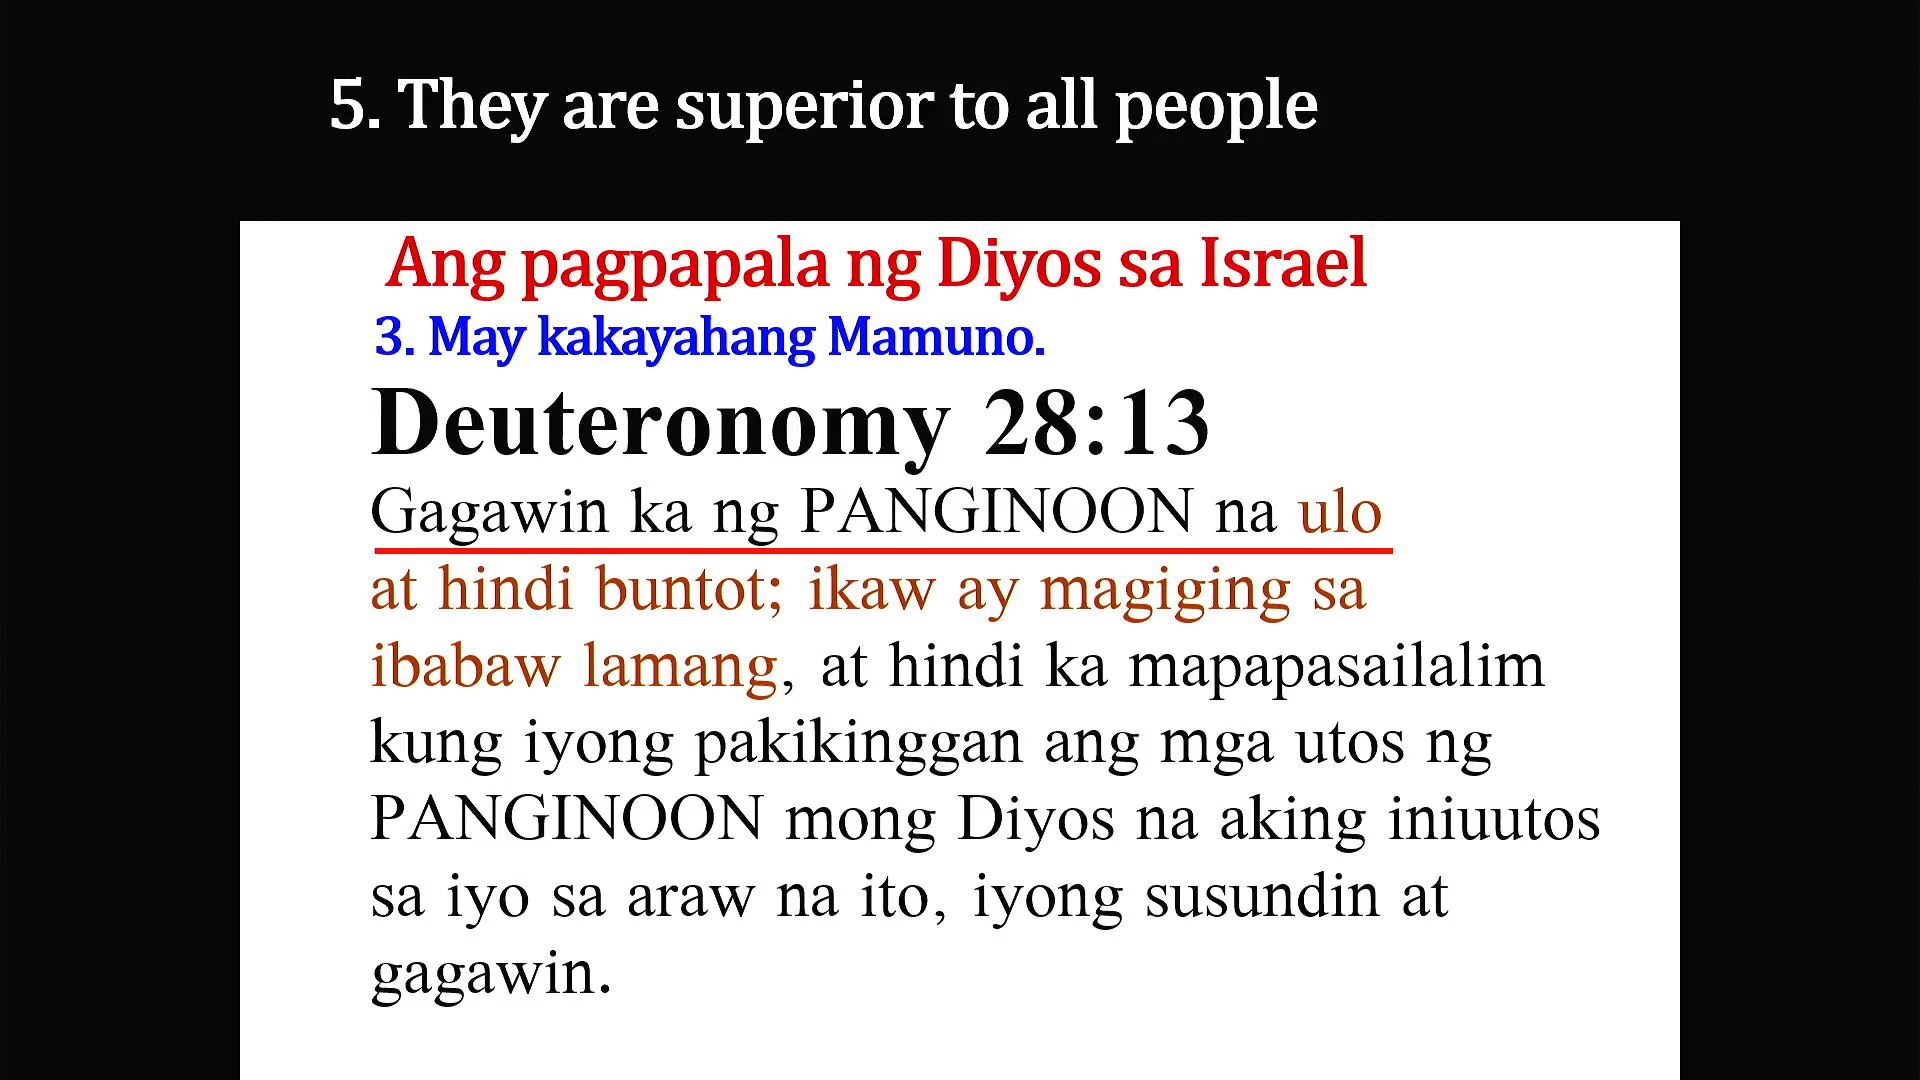 5. They are superior to all people
Ang pagpapala ng Diyos sa Israel
3. May kakayahang Mamuno.
Deuteronomy 28:13
Gagawin ka ng PANGINOON na ulo
at hindi buntot; ikaw ay magiging sa
ibabaw lamang, at hindi ka mapapasailalim
kung iyong pakikinggan ang mga utos ng
PANGINOON mong Diyos na aking iniuutos
sa iyo sa araw na ito, iyong susundin at
gagawin.